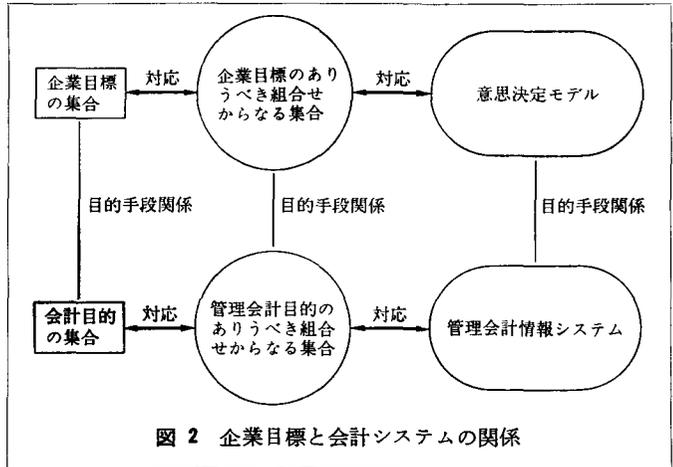 企業目標
の集合
対応
企業目標のあり
うべき組合せ
からなる集合
対応
意思決定モデル
目的手段関係
目的手段関係
目的手段関係
会計目的
の集合
対応
管理会計目的の
ありうべき組合
せからなる集合
対応
管理会計情報システム
図 2 企業目標と会計システムの関係